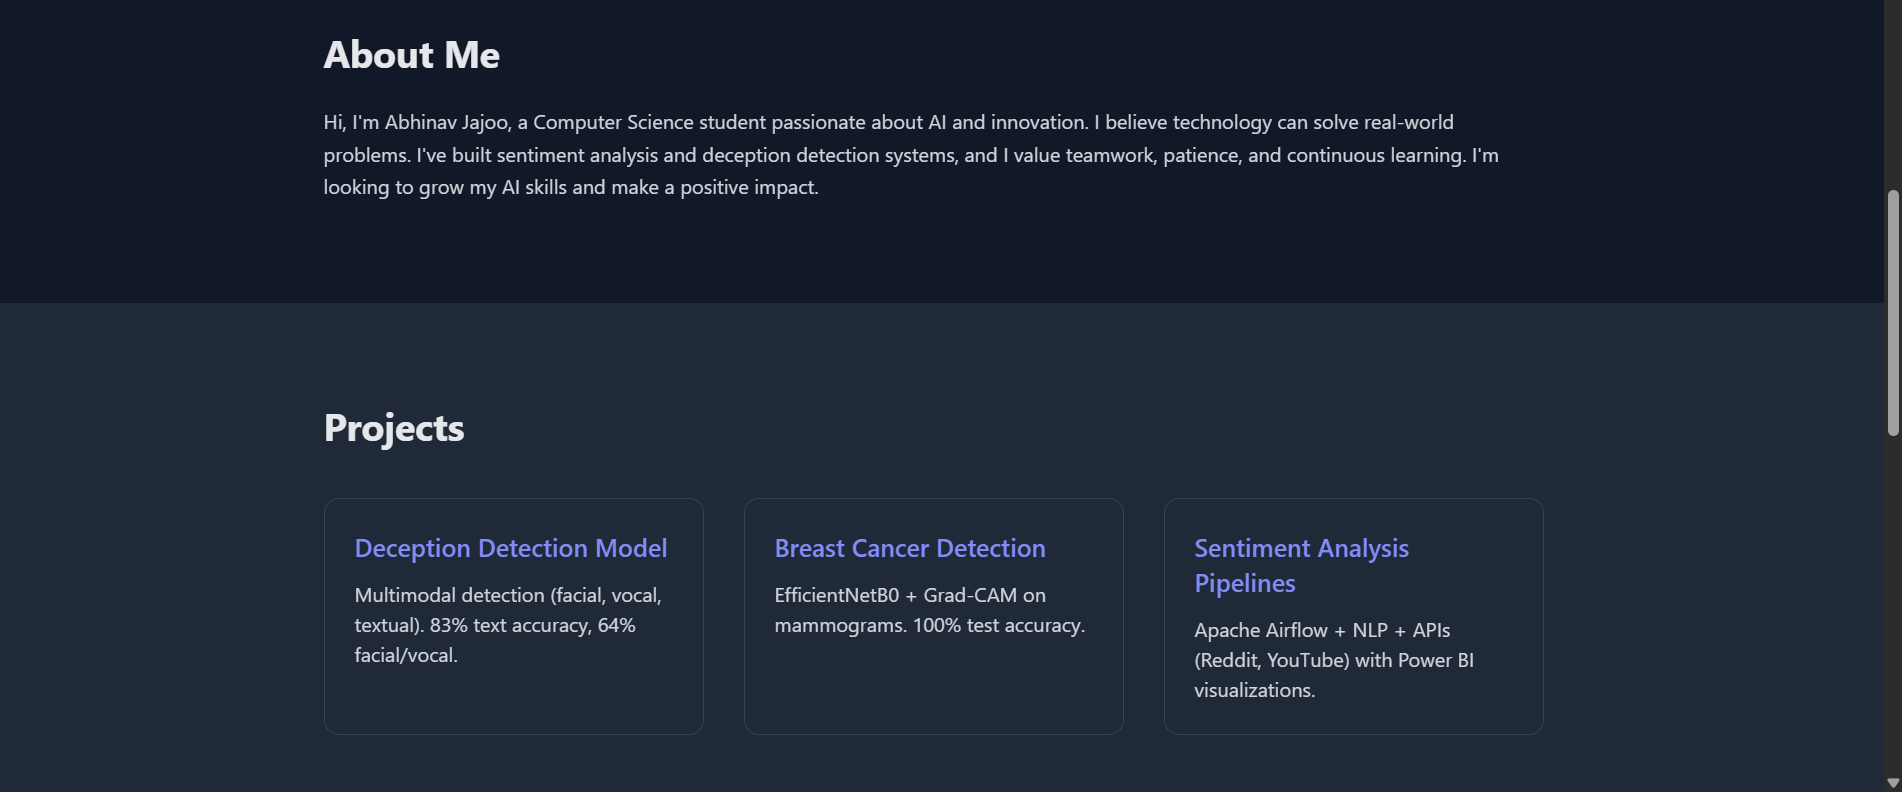 About Me
Hi, I'm Abhinav Jajoo, a Computer Science student passionate about AI and innovation. I believe technology can solve real-world
problems. I've built sentiment analysis and deception detection systems, and I value teamwork, patience, and continuous learning. I'm
looking to grow my AI skills and make a positive impact.
Projects
Deception Detection Model
Multimodal detection (facial, vocal,
textual). 83% text accuracy, 64%
facial/vocal.
Breast Cancer Detection
EfficientNetB0 + Grad-CAM on
mammograms. 100% test accuracy.
Sentiment Analysis
Pipelines
Apache Airflow + NLP + APIs
(Reddit, YouTube) with Power BI
visualizations.